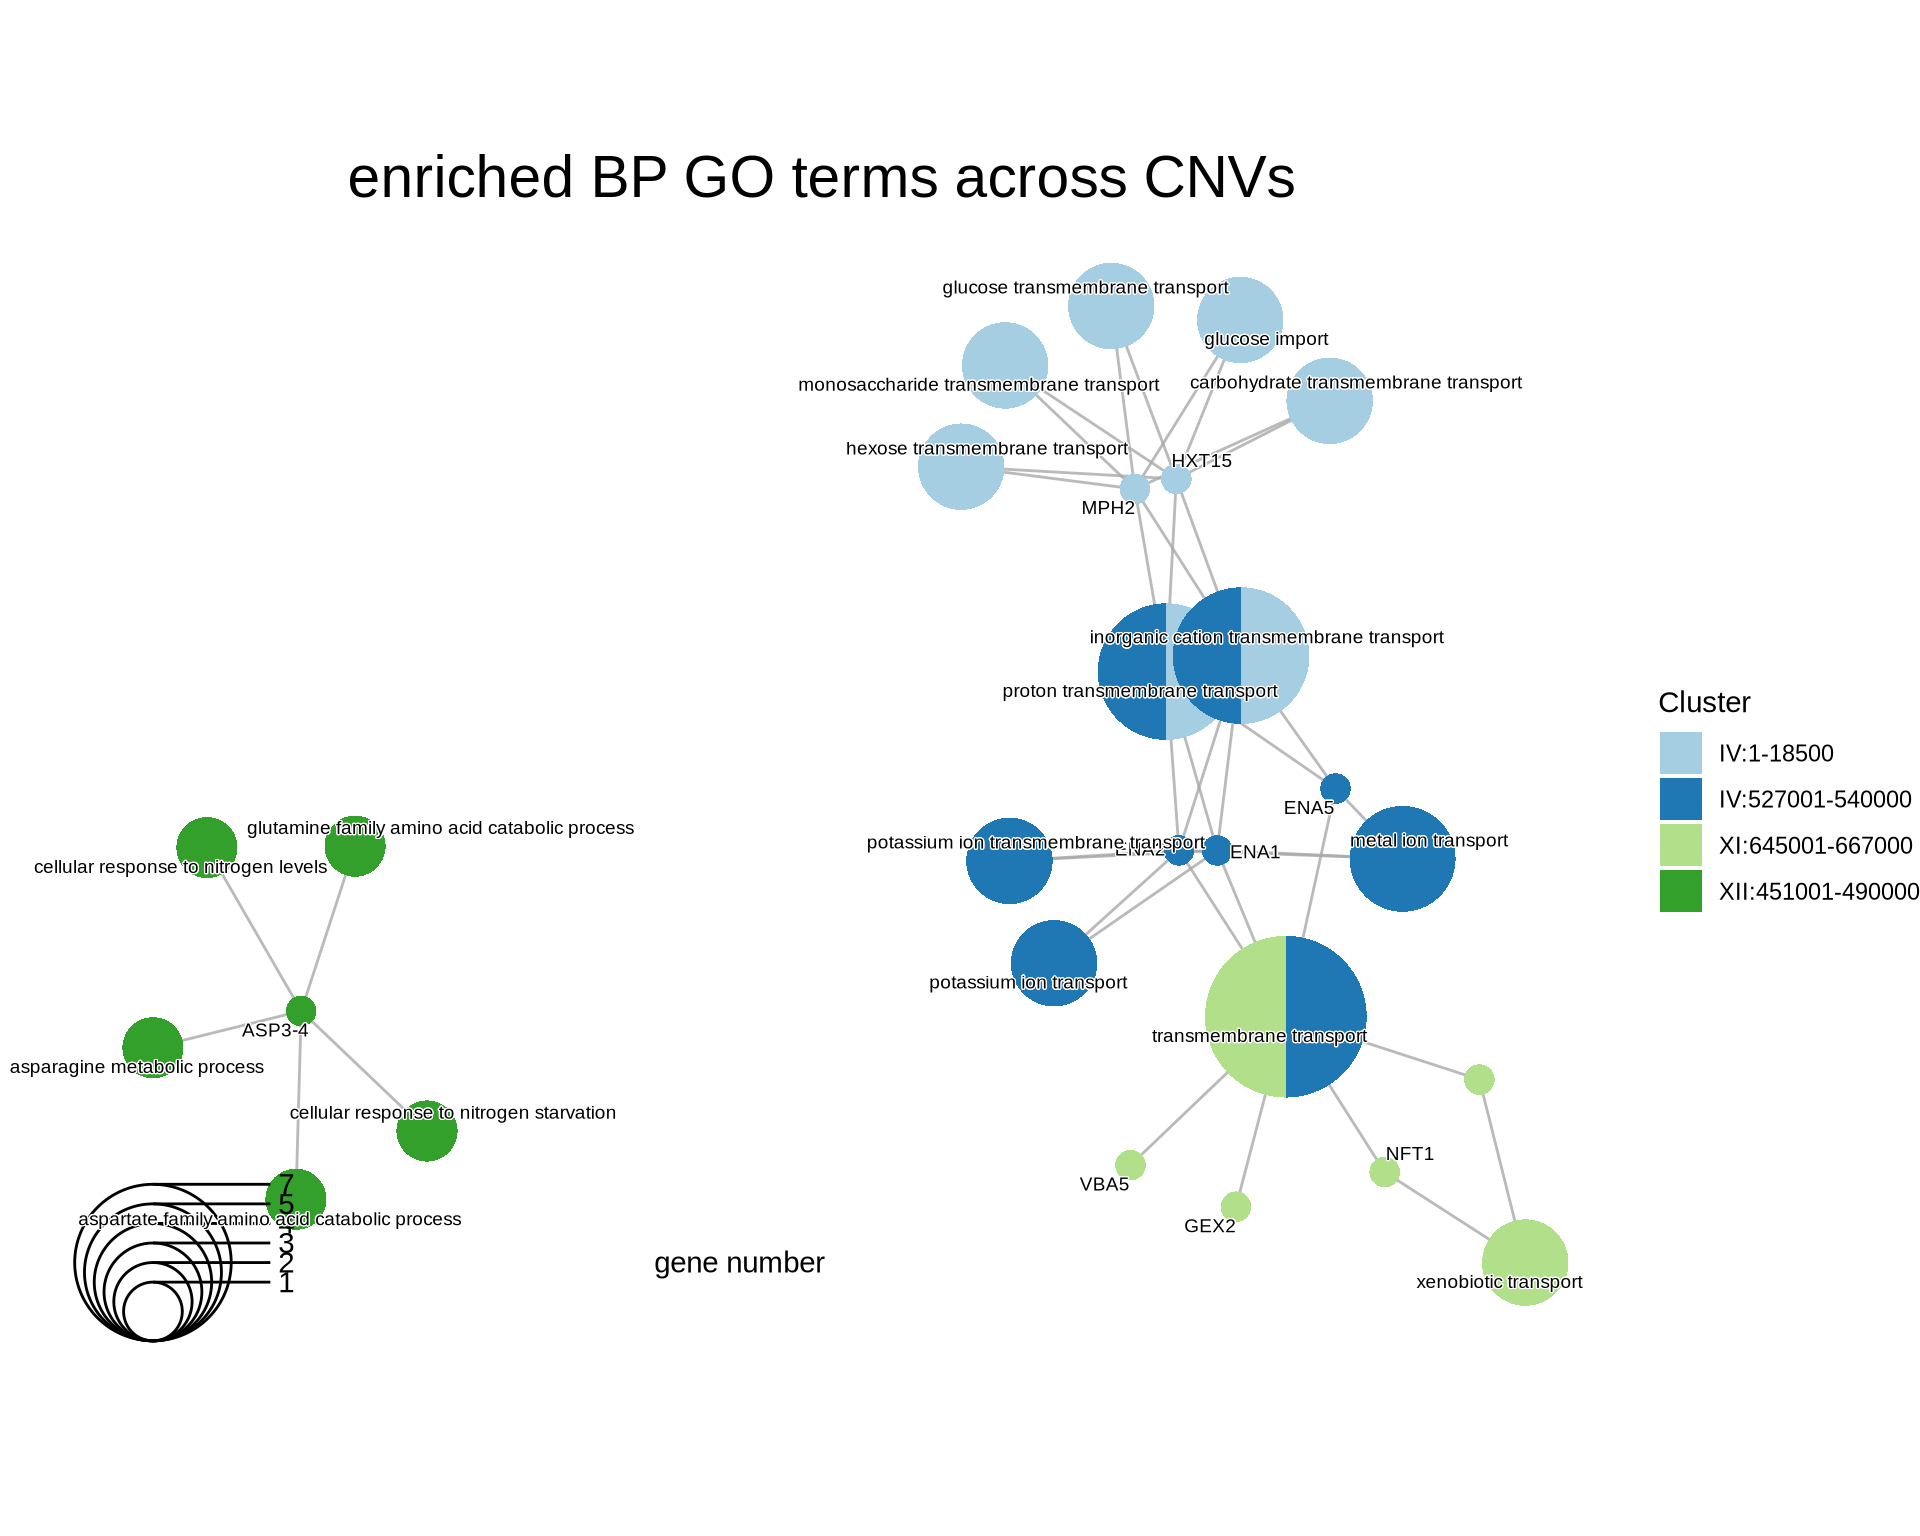 enriched BP GO terms across CNVs
glucose transmembrane transport
glucose import
monosaccharide transmembrane transport
carbohydrate transmembrane transport
hexose transmembrane transport
HXT15
MPH2
inorganic cation transmembrane transport
proton transmembrane transport
ENA5
potassium ion transmembrane transport
metal ion transport
ENA2
ENA1
potassium ion transport
transmembrane transport
NFT1
VBA5
GEX2
xenobiotic transport
glutamine family amino acid catabolic process
cellular response to nitrogen levels
ASP3-4
asparagine metabolic process
cellular response to nitrogen starvation
aspartate family amino acid catabolic process
7
5
3
2
1
gene number
Cluster
IV:1-18500
IV:527001-540000
XI:645001-667000
XII:451001-490000